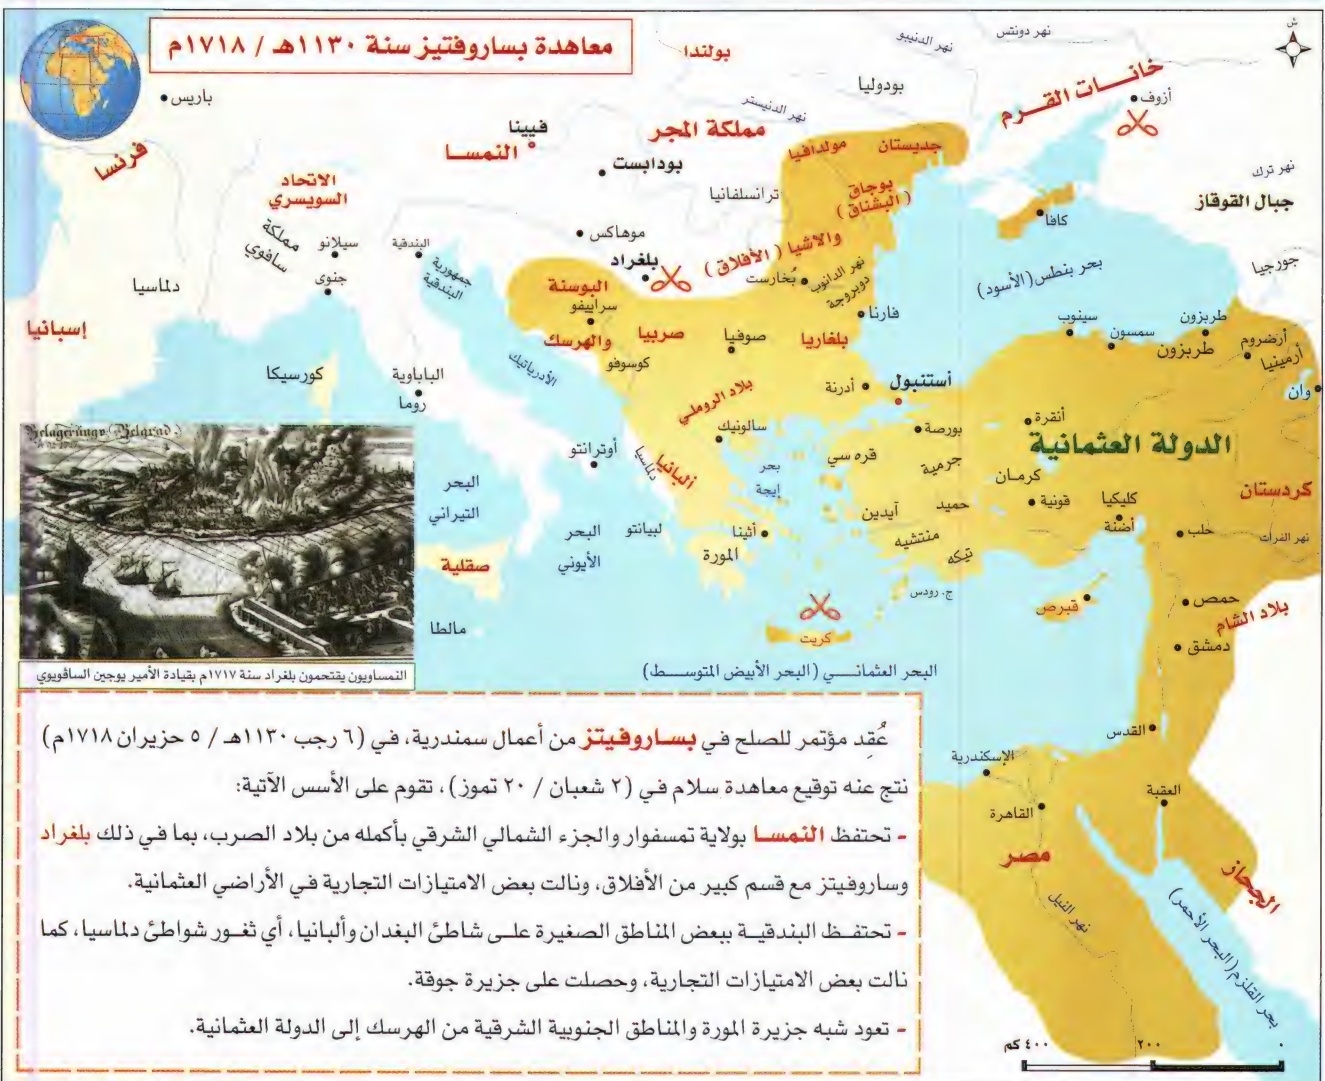 معاهدة بساروفتيز سنة ١١٣٠هـ / ١٧١٨م
ش
نهر دونتس
نهر الدنيبو
بولندا
خانات القرم
أزوف
بودوليا
نهر الدنيستر
باريس
فرنسا
فيينا
النمسا
مملكة المجر
بودابست
مولدافيا
جديستان
بوجاق
(البشناق)
نهر ترك
جبال القوقاز
كافا
الاتحاد
السويسري
ترانسلفانيا
مملكة
سافوي
سيلانو
البندقية
موهاكس
والاشيا (الأفلاق)
جمهورية
البندقية
بلغراد
بحر بنطس (الأسود)
جورجيا
دلماسيا
جنوى
البوسنة
سراييفو
والهرسك
بخارست
نهر الدانوب
دوبروجة
فارنا
إسبانيا
صربيا
صوفيا
بلغاريا
سينوب
سمسون
طربزون
طربزون
أرضروم
أرمينيا
وان
كوسوفو
الأدرياتيك
كورسيكا
الباباوية
روما
بلاد الروملي
أدرنة
أستنبول
سالونيك
بورصة
أنقرة
الدولة العثمانية
أوترانتو
دلماسيا
ألبانيا
بحر
إيجة
قره سي
جرمية
كرمان
كردستان
البحر
التيراني
البحر
الأيوني
ليبانتو
أثينا
المورة
آيدين
حميد
قونية
كليكيا
أضنة
منتشيه
تيكه
حلب
نهر الفرات
صقلية
ج. رودس
قبرص
حمص
بلاد الشام
مالطا
كريت
دمشق
البحر العثماني (البحر الأبيض المتوسط)
Belagerung (Belgrad.)
النمساويون يقتحمون بلغراد سنة ١٧١٧م بقيادة الأمير يوجين الساڤويوي
القدس
الإسكندرية
القاهرة
العقبة
مصر
الحجاز
نهر النيل
بحر القلزم (البحر الأحمر)
عُقِد مؤتمر للصلح في بساروفيتز من أعمال سمندرية، في (٦ رجب ١١٣٠هـ / ٥ حزيران ١٧١٨م)
نتج عنه توقيع معاهدة سلام في (٢ شعبان / ٢٠ تموز)، تقوم على الأسس الآتية:
- تحتفظ النمسا بولاية تمسفوار والجزء الشمالي الشرقي بأكمله من بلاد الصرب، بما في ذلك بلغراد
وساروفيتز مع قسم كبير من الأفلاق، ونالت بعض الامتيازات التجارية في الأراضي العثمانية.
- تحتفظ البندقية ببعض المناطق الصغيرة على شاطئ البغدان وألبانيا، أي ثغور شواطئ دلماسيا، كما
نالت بعض الامتيازات التجارية، وحصلت على جزيرة جوقة.
- تعود شبه جزيرة المورة والمناطق الجنوبية الشرقية من الهرسك إلى الدولة العثمانية.
٤٠٠ كم ٢٠٠ ٠